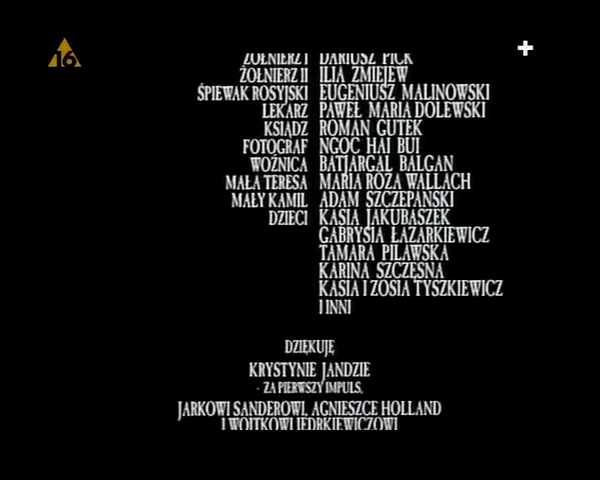 16
ŻOŁNIERZ I DARIUSZ PICK
ŻOŁNIERZ II ILIA ZMIEJEW
ŚPIEWAK ROSYJSKI EUGENIUSZ MALINOWSKI
LEKARZ PAWEŁ MARIA DOLEWSKI
KSIĄDZ ROMAN GUTEK
FOTOGRAF NGOC HAI BUI
WOŹNICA BATJARGAL BALGAN
MAŁA TERESA MARIA RÓŻA WALLACH
MAŁY KAMIL ADAM SZCZEPAŃSKI
DZIECI KASIA JAKUBASZEK
GABRYSIA ŁAZARKIEWICZ
TAMARA PILAWSKA
KARINA SZCZĘSNA
KASIA I ZOSIA TYSZKIEWICZ
I INNI
DZIĘKUJĘ
KRYSTYNIE JANDZIE
- ZA PIERWSZY IMPULS,
JARKOWI SANDEROWI, AGNIESZCE HOLLAND
I WOJTKOWI JĘDRKIEWICZOWI